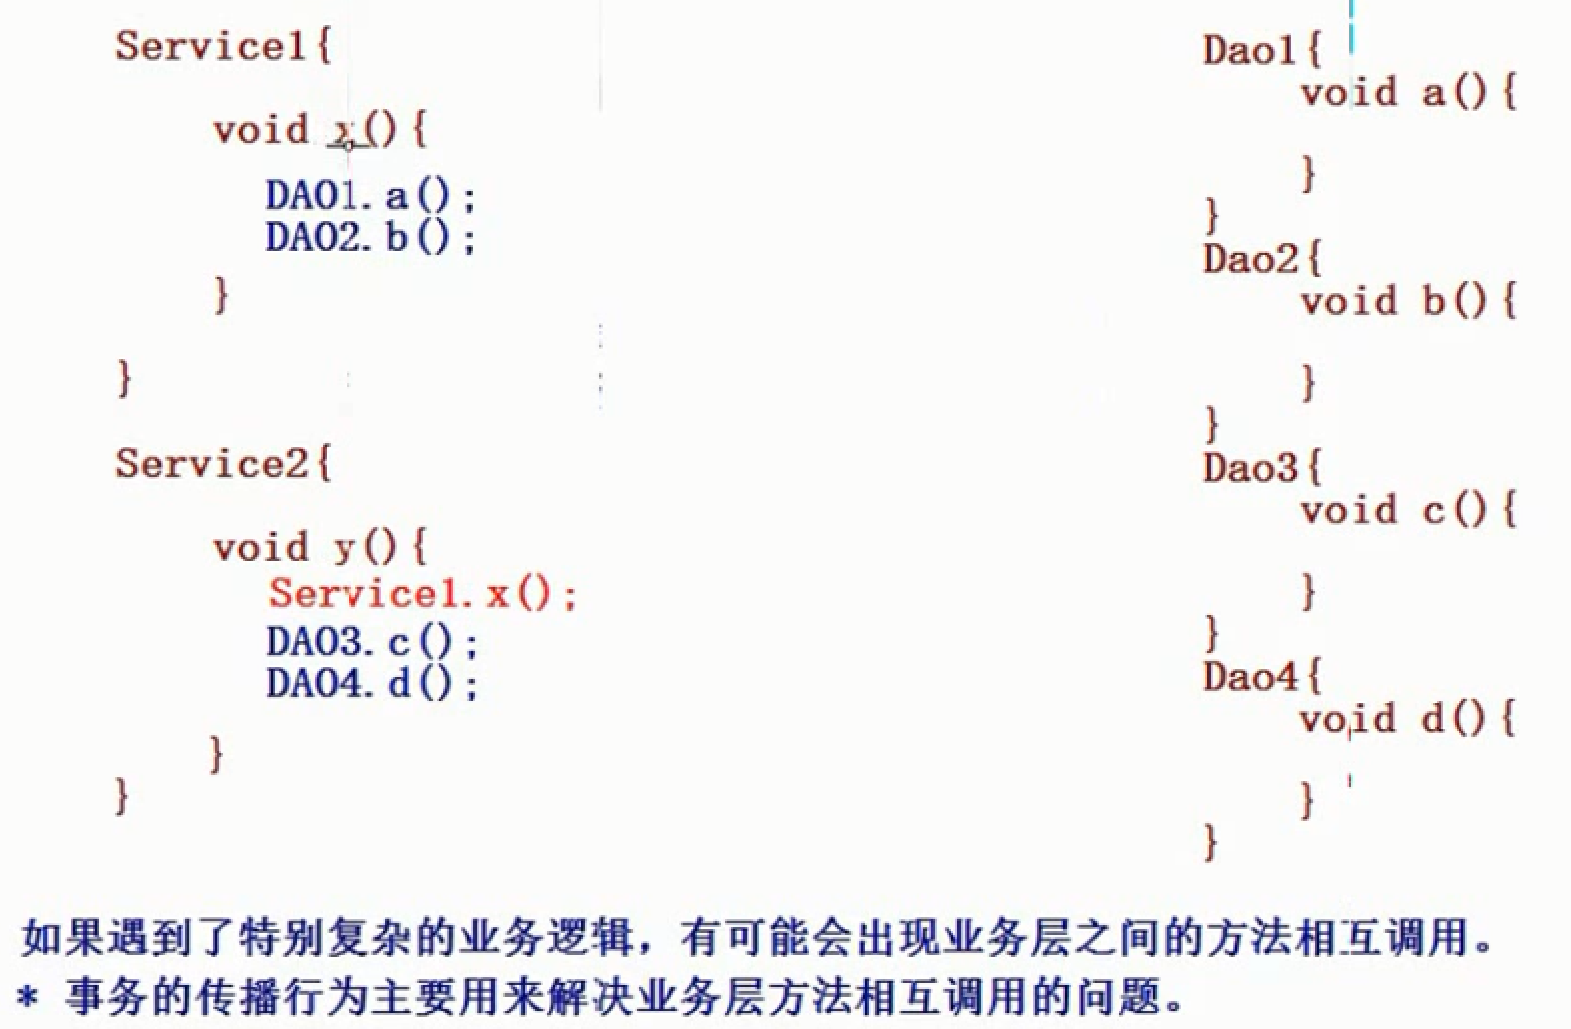 Service1{
void x(){
DAO1.a();
DAO2.b();
}
}
Service2{
void y(){
Service1.x();
DAO3.c();
DAO4.d();
}
}
Dao1{
void a(){
}
}
Dao2{
void b(){
}
}
Dao3{
void c(){
}
}
Dao4{
void d(){
}
}
如果遇到了特别复杂的业务逻辑，有可能会出现业务层之间的方法相互调用。
* 事务的传播行为主要用来解决业务层方法相互调用的问题。